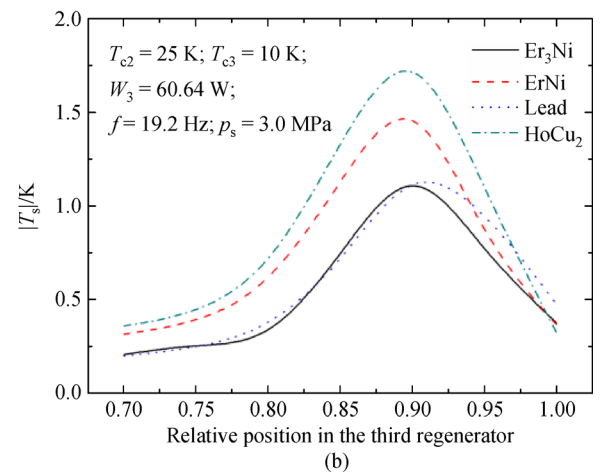 (b)
T_c2 = 25 K; T_c3 = 10 K;
W_3 = 60.64 W;
f = 19.2 Hz; p_s = 3.0 MPa
Er₃Ni
ErNi
Lead
HoCu₂
|T_s|/K
2.0
1.5
1.0
0.5
0.0
0.70 0.75 0.80 0.85 0.90 0.95 1.00
Relative position in the third regenerator
(b)